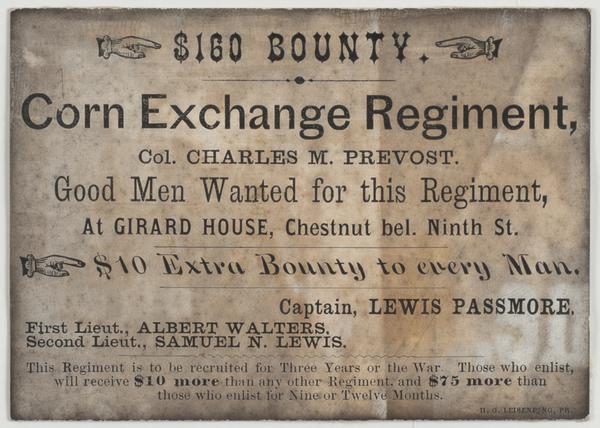 $160 BOUNTY.
Corn Exchange Regiment,
Col. CHARLES M. PREVOST.
Good Men Wanted for this Regiment,
At GIRARD HOUSE, Chestnut bel. Ninth St.
$10 Extra Bounty to every Man.
Captain, LEWIS PASSMORE.
First Lieut., ALBERT WALTERS.
Second Lieut., SAMUEL N. LEWIS.
This Regiment is to be recruited for Three Years or the War. Those who enlist,
will receive $10 more than any other Regiment, and $75 more than
those who enlist for Nine or Twelve Months.
H. G. LEISENRING, PR.